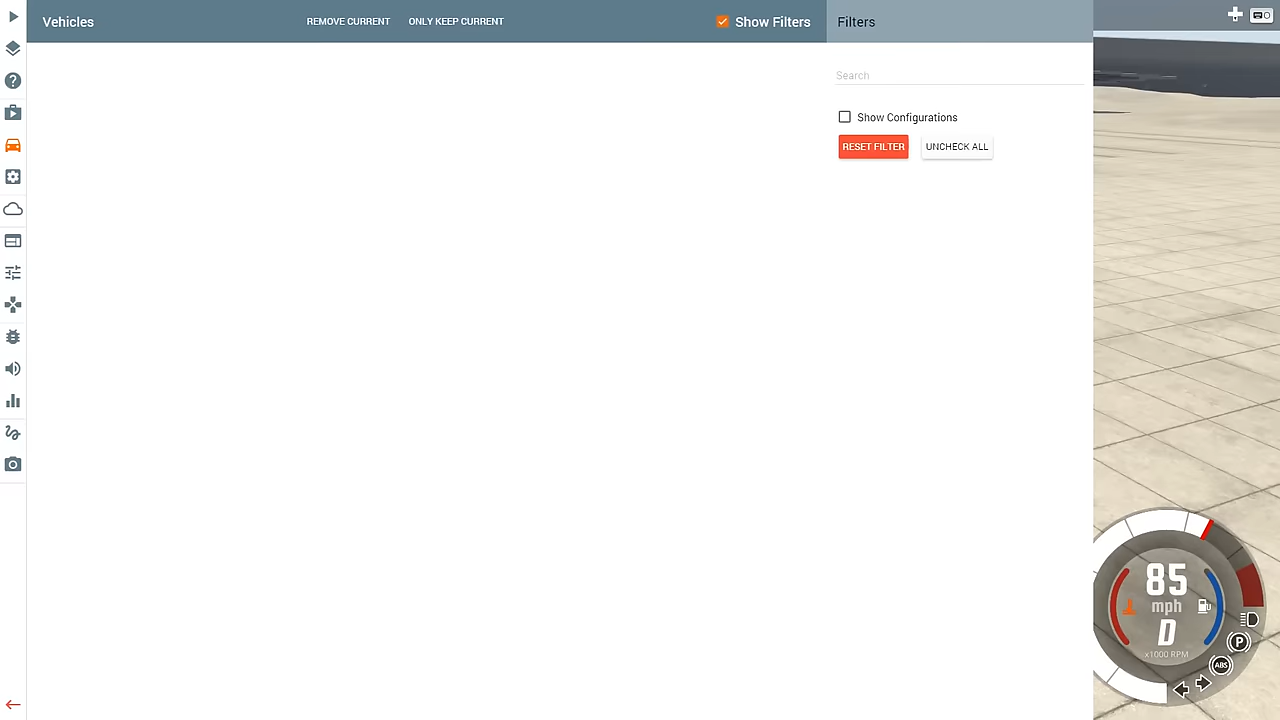 Vehicles REMOVE CURRENT ONLY KEEP CURRENT Show Filters Filters
0
Search
Show Configurations
RESET FILTER UNCHECK ALL
85
mph
D
x1000 RPM
P
ABS